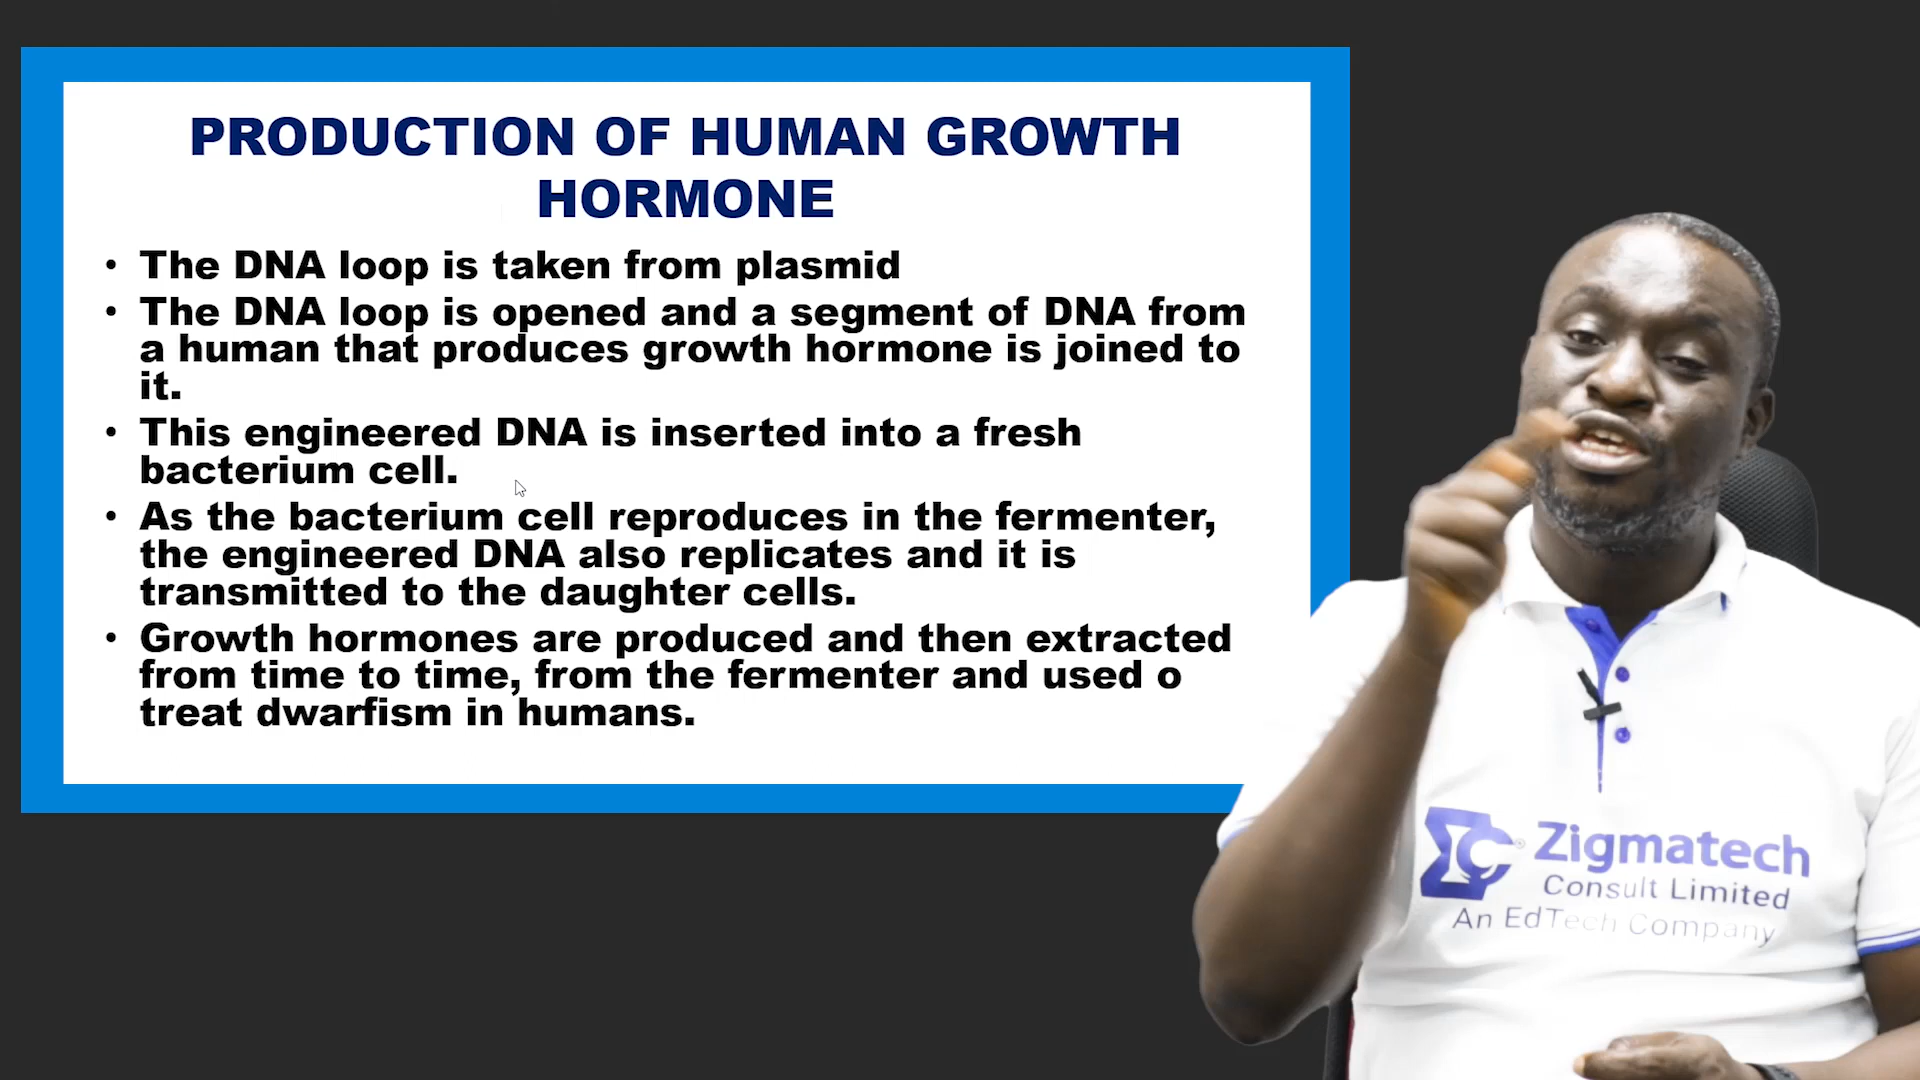 PRODUCTION OF HUMAN GROWTH
HORMONE
• The DNA loop is taken from plasmid
• The DNA loop is opened and a segment of DNA from
a human that produces growth hormone is joined to
it.
• This engineered DNA is inserted into a fresh
bacterium cell.
• As the bacterium cell reproduces in the fermenter,
the engineered DNA also replicates and it is
transmitted to the daughter cells.
• Growth hormones are produced and then extracted
from time to time, from the fermenter and used o
treat dwarfism in humans.
Zigmatech
Consult Limited
An EdTech Company